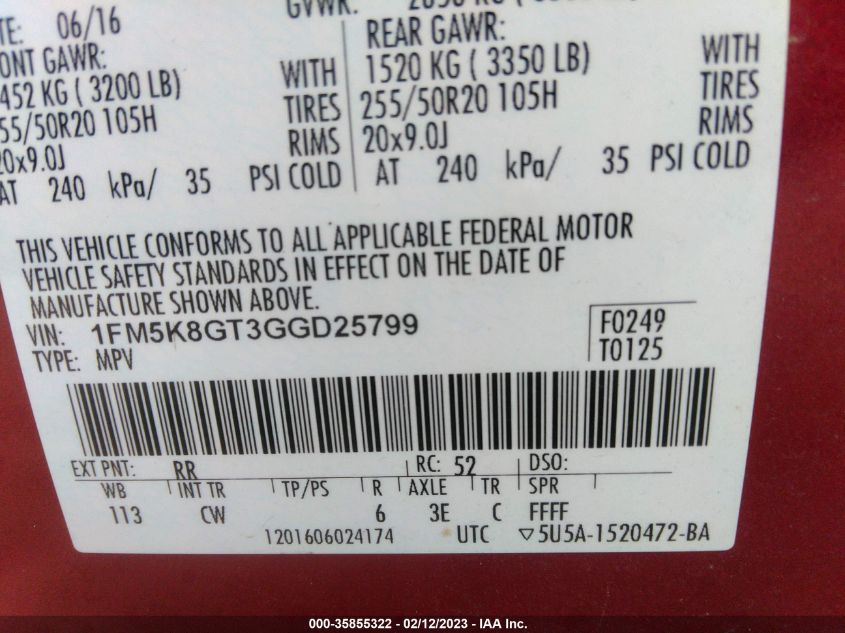 TE: 06/16
GVWR:
ONT GAWR:
452 KG ( 3200 LB) WITH
55/50R20 105H TIRES
20x9.0J RIMS
AT 240 kPa/ 35 PSI COLD
REAR GAWR:
1520 KG ( 3350 LB) WITH
255/50R20 105H TIRES
20x9.0J RIMS
AT 240 kPa/ 35 PSI COLD
THIS VEHICLE CONFORMS TO ALL APPLICABLE FEDERAL MOTOR
VEHICLE SAFETY STANDARDS IN EFFECT ON THE DATE OF
MANUFACTURE SHOWN ABOVE.
VIN: 1FM5K8GT3GGD25799
TYPE: MPV
F0249
T0125
EXT PNT: RR RC: 52 DSO:
WB INT TR TP/PS R AXLE TR SPR
113 CW 6 3E C FFFF
1201606024174 UTC ▽5U5A-1520472-BA
000-35855322 — 02/12/2023 — IAA Inc.